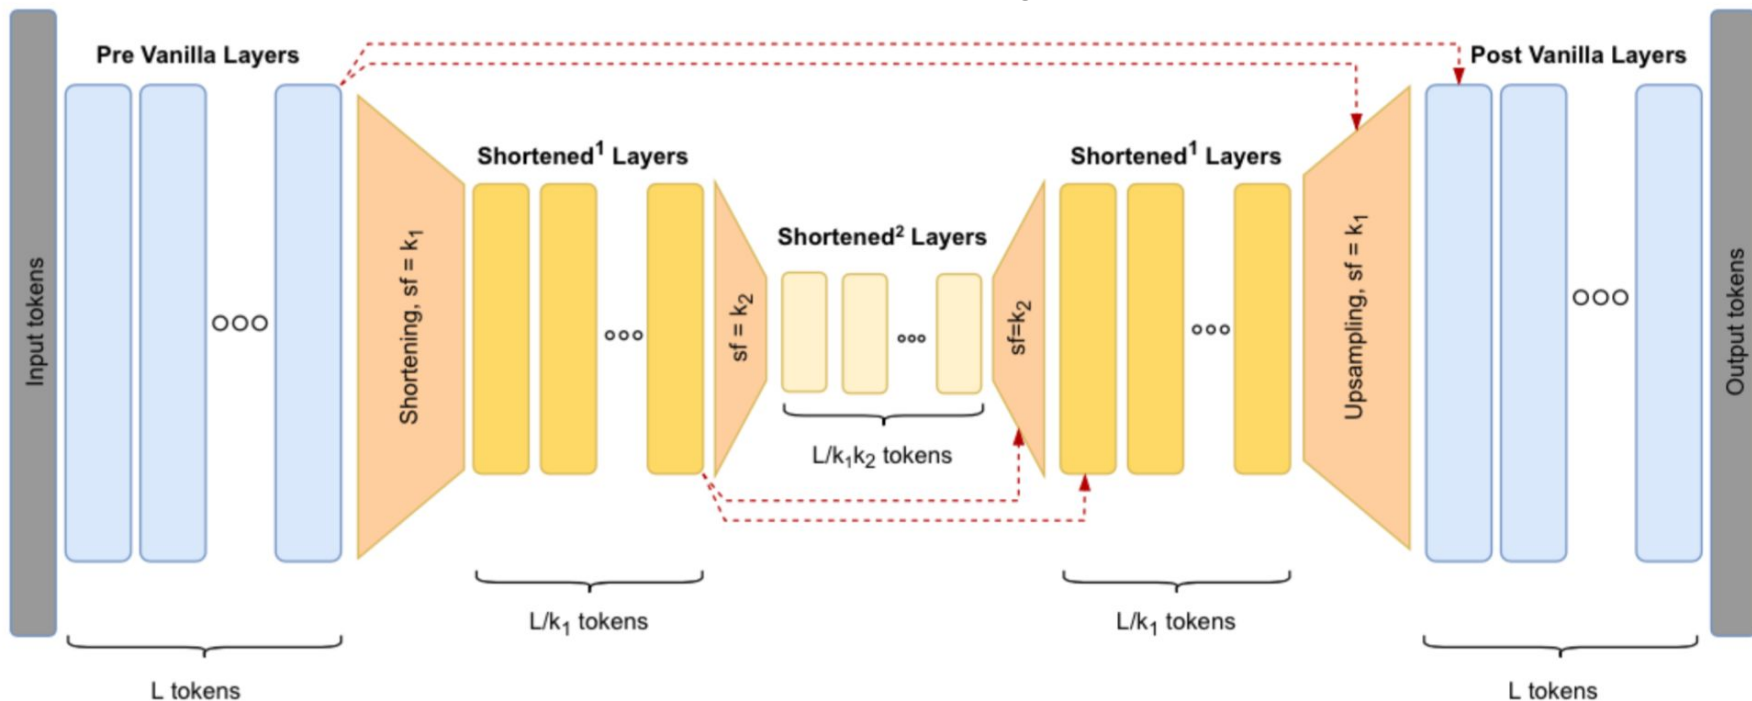 Input tokens
Pre Vanilla Layers
L tokens
Shortening, sf = k₁
Shortened¹ Layers
L/k₁ tokens
sf = k₂
Shortened² Layers
L/k₁k₂ tokens
sf=k₂
Shortened¹ Layers
L/k₁ tokens
Upsampling, sf = k₁
Post Vanilla Layers
L tokens
Output tokens